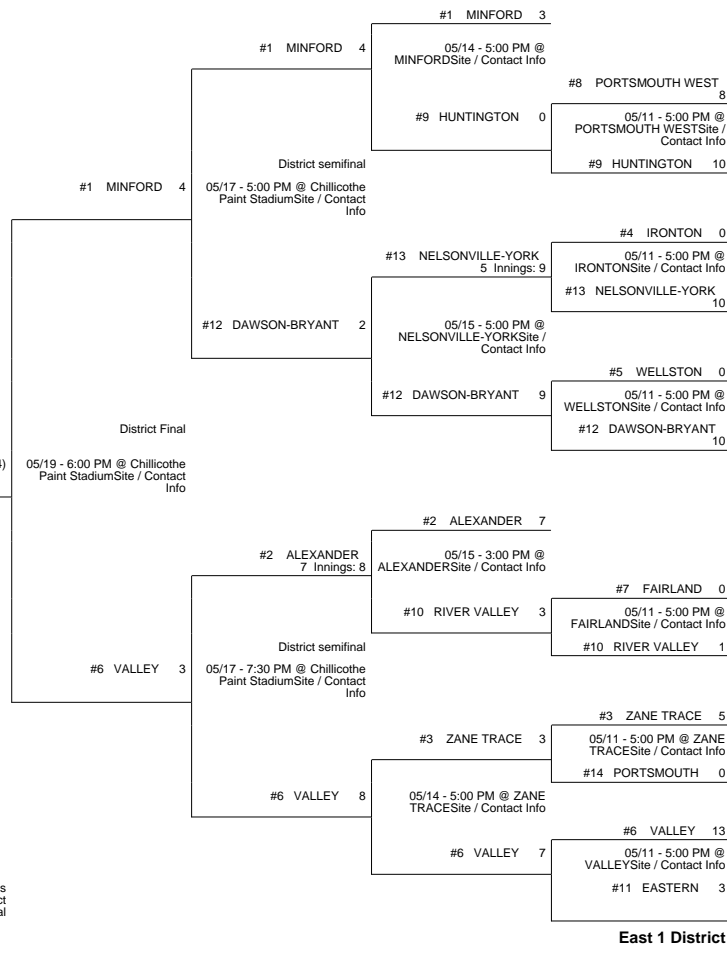 #1 MINFORD 3
#1 MINFORD 4
05/14 - 5:00 PM @
MINFORDSite / Contact Info
#8 PORTSMOUTH WEST
8
#9 HUNTINGTON 0
05/11 - 5:00 PM @
PORTSMOUTH WESTSite /
Contact Info
#9 HUNTINGTON 10
District semifinal
#1 MINFORD 4
05/17 - 5:00 PM @ Chillicothe
Paint StadiumSite / Contact
Info
#4 IRONTON 0
#13 NELSONVILLE-YORK
5 Innings: 9
05/11 - 5:00 PM @
IRONTONSite / Contact Info
#13 NELSONVILLE-YORK
10
#12 DAWSON-BRYANT 2
05/15 - 5:00 PM @
NELSONVILLE-YORKSite /
Contact Info
#5 WELLSTON 0
#12 DAWSON-BRYANT 9
05/11 - 5:00 PM @
WELLSTONSite / Contact Info
#12 DAWSON-BRYANT
10
District Final
05/19 - 6:00 PM @ Chillicothe
Paint StadiumSite / Contact
Info
#2 ALEXANDER 7
#2 ALEXANDER
7 Innings: 8
05/15 - 3:00 PM @
ALEXANDERSite / Contact Info
#7 FAIRLAND 0
#10 RIVER VALLEY 3
05/11 - 5:00 PM @
FAIRLANDSite / Contact Info
#10 RIVER VALLEY 1
District semifinal
#6 VALLEY 3
05/17 - 7:30 PM @ Chillicothe
Paint StadiumSite / Contact
Info
#3 ZANE TRACE 5
#3 ZANE TRACE 3
05/11 - 5:00 PM @ ZANE
TRACESite / Contact Info
#14 PORTSMOUTH 0
#6 VALLEY 8
05/14 - 5:00 PM @ ZANE
TRACESite / Contact Info
#6 VALLEY 13
#6 VALLEY 7
05/11 - 5:00 PM @
VALLEYSite / Contact Info
#11 EASTERN 3
East 1 District